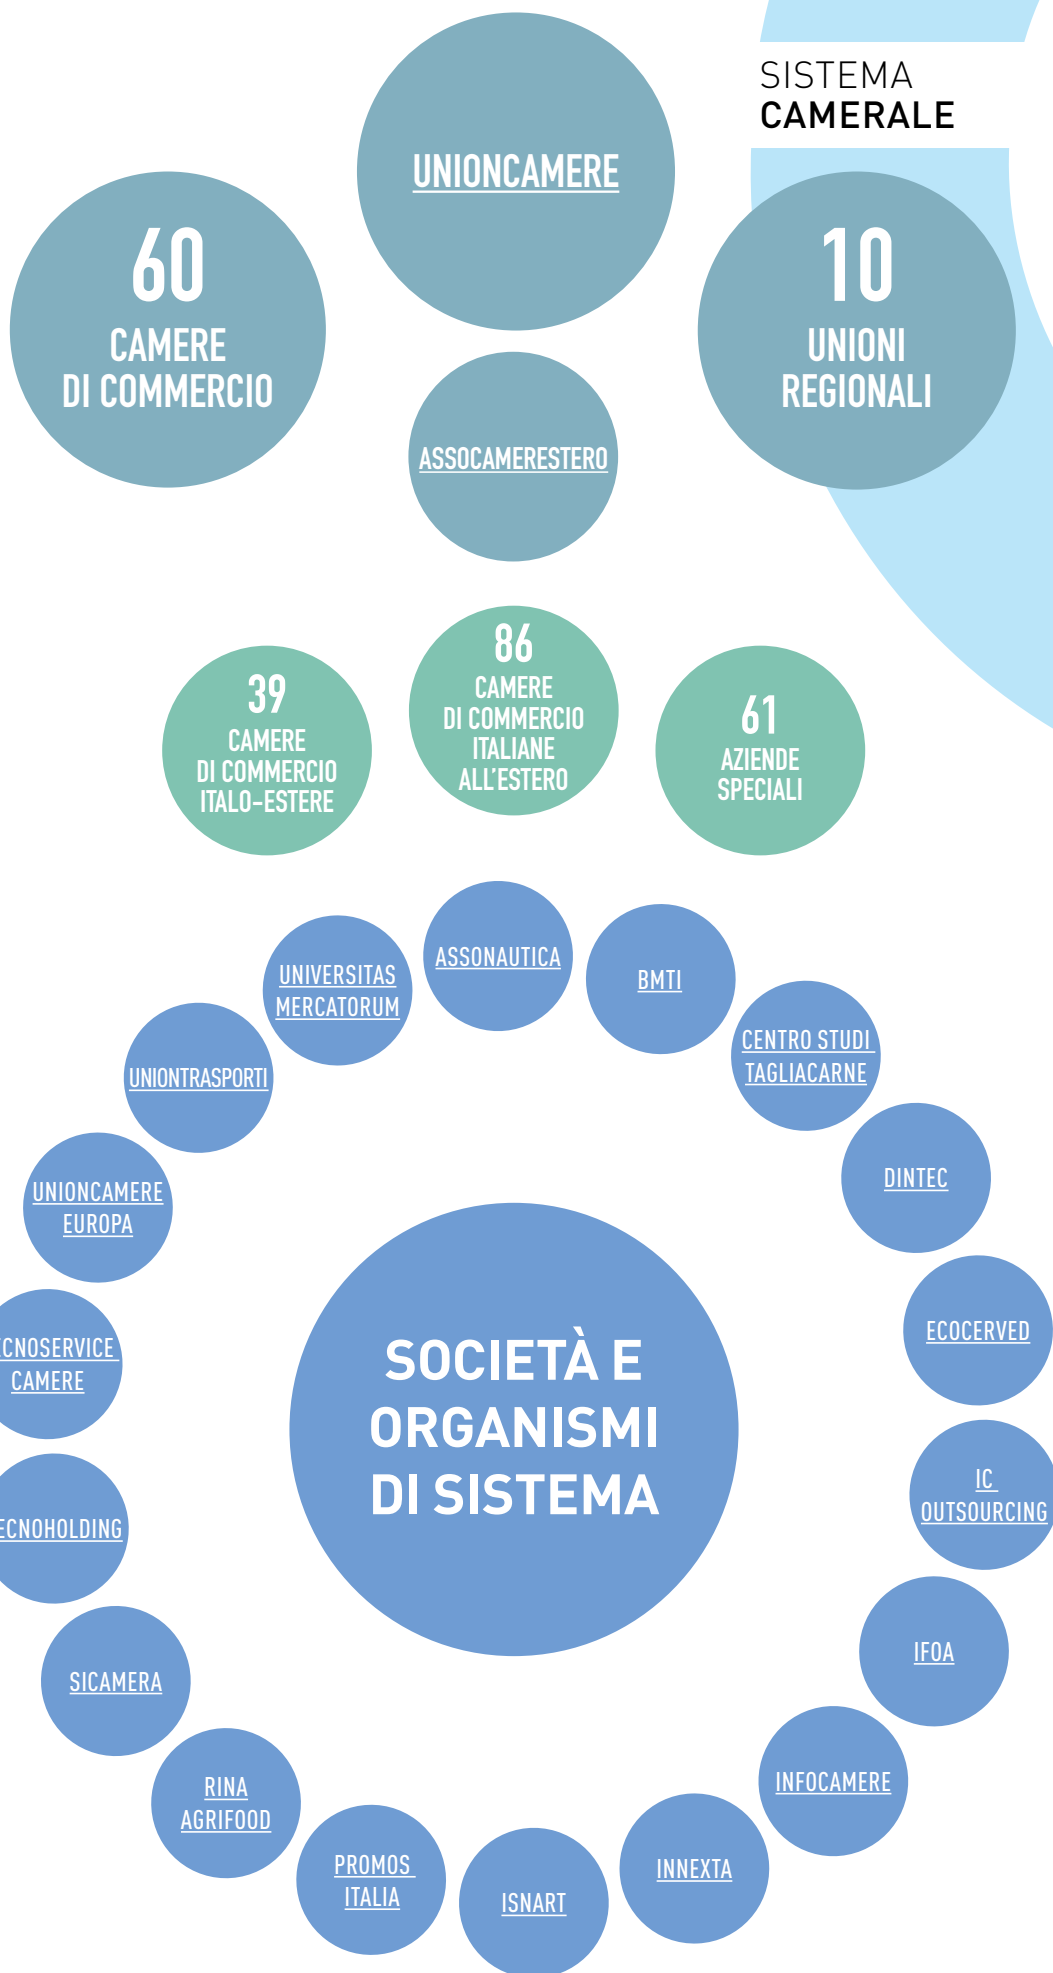 SISTEMA
CAMERALE
UNIONCAMERE
60
CAMERE
DI COMMERCIO
10
UNIONI
REGIONALI
ASSOCAMERESTERO
39
CAMERE
DI COMMERCIO
ITALO-ESTERE
86
CAMERE
DI COMMERCIO
ITALIANE
ALL'ESTERO
61
AZIENDE
SPECIALI
ASSONAUTICA
BMTI
CENTRO STUDI
TAGLIACARNE
DINTEC
ECOCERVED
IC
OUTSOURCING
IFOA
INFOCAMERE
INNEXTA
ISNART
PROMOS
ITALIA
RINA
AGRIFOOD
SICAMERA
ECNOHOLDING
ECNOSERVICE
CAMERE
UNIONCAMERE
EUROPA
UNIONTRASPORTI
UNIVERSITAS
MERCATORUM
SOCIETÀ E
ORGANISMI
DI SISTEMA